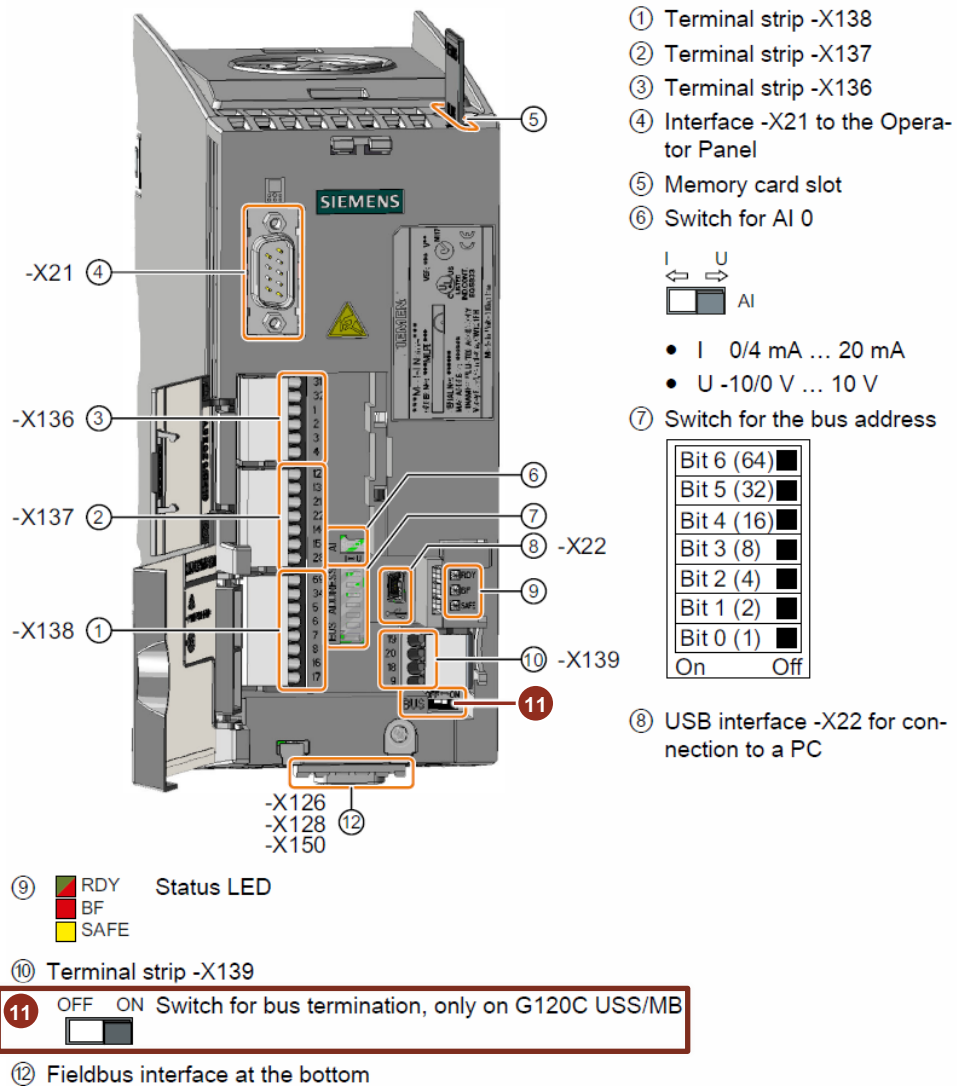 ① Terminal strip -X138
② Terminal strip -X137
③ Terminal strip -X136
④ Interface -X21 to the Opera-
tor Panel
⑤ Memory card slot
⑥ Switch for AI 0
I U
AI
• I 0/4 mA … 20 mA
• U -10/0 V … 10 V
⑦ Switch for the bus address
Bit 6 (64)
Bit 5 (32)
Bit 4 (16)
Bit 3 (8)
Bit 2 (4)
Bit 1 (2)
Bit 0 (1)
On Off
⑧ USB interface -X22 for con-
nection to a PC
SIEMENS
⑤
-X21 ④
-X136 ③
31
32
1
2
3
4
-X137 ②
12
13
21
22
14
15
28
⑥
⑦
AI
I U
BUS ADDRESS
⑧ -X22
RDY
BF
SAFE
⑨
-X138 ①
69
34
5
6
7
8
16
17
19
20
18
9
⑩ -X139
OFF ON
BUS
11
-X126
-X128
-X150
⑫
⑨ RDY Status LED
BF
SAFE
⑩ Terminal strip -X139
11 OFF ON Switch for bus termination, only on G120C USS/MB
⑫ Fieldbus interface at the bottom